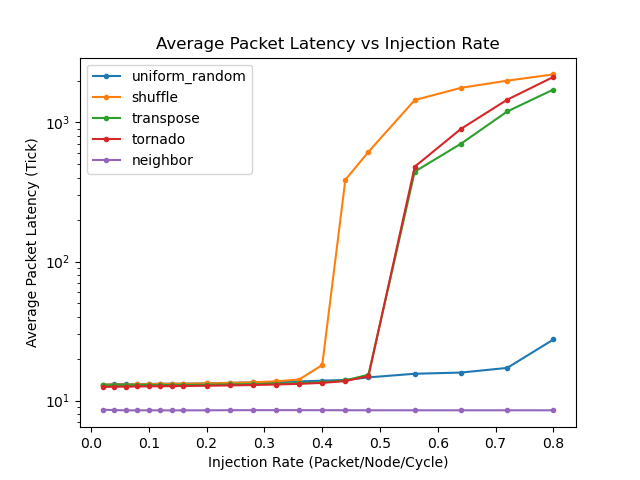 Average Packet Latency vs Injection Rate
uniform_random
shuffle
transpose
tornado
neighbor
Average Packet Latency (Tick)
10³
10²
10¹
0.0 0.1 0.2 0.3 0.4 0.5 0.6 0.7 0.8
Injection Rate (Packet/Node/Cycle)